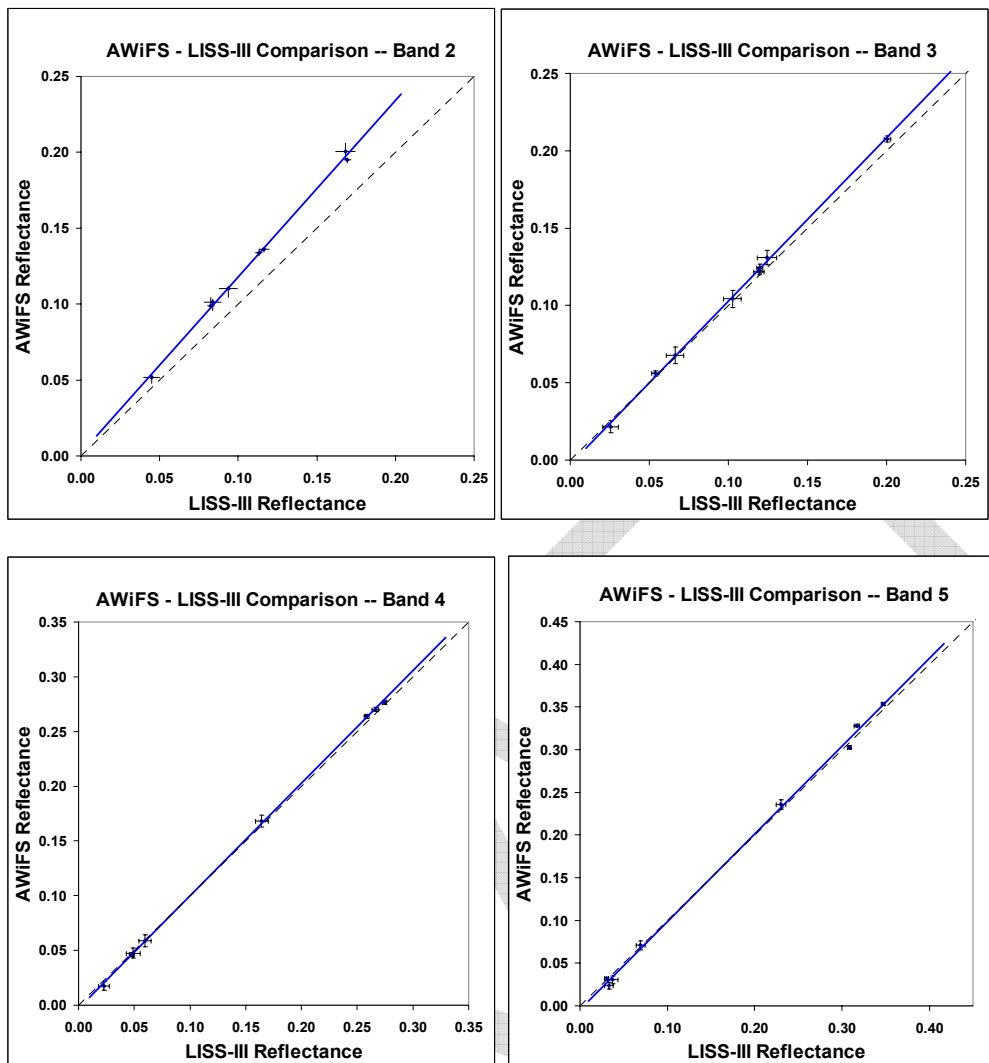 AWiFS - LISS-III Comparison -- Band 2
0.25
0.20
0.15
0.10
0.05
0.00
AWiFS Reflectance
0.00 0.05 0.10 0.15 0.20 0.25
LISS-III Reflectance
AWiFS - LISS-III Comparison -- Band 3
0.25
0.20
0.15
0.10
0.05
0.00
AWiFS Reflectance
0.00 0.05 0.10 0.15 0.20 0.25
LISS-III Reflectance
AWiFS - LISS-III Comparison -- Band 4
0.35
0.30
0.25
0.20
0.15
0.10
0.05
0.00
AWiFS Reflectance
0.00 0.05 0.10 0.15 0.20 0.25 0.30 0.35
LISS-III Reflectance
AWiFS - LISS-III Comparison -- Band 5
0.45
0.40
0.35
0.30
0.25
0.20
0.15
0.10
0.05
0.00
AWiFS Reflectance
0.00 0.10 0.20 0.30 0.40
LISS-III Reflectance